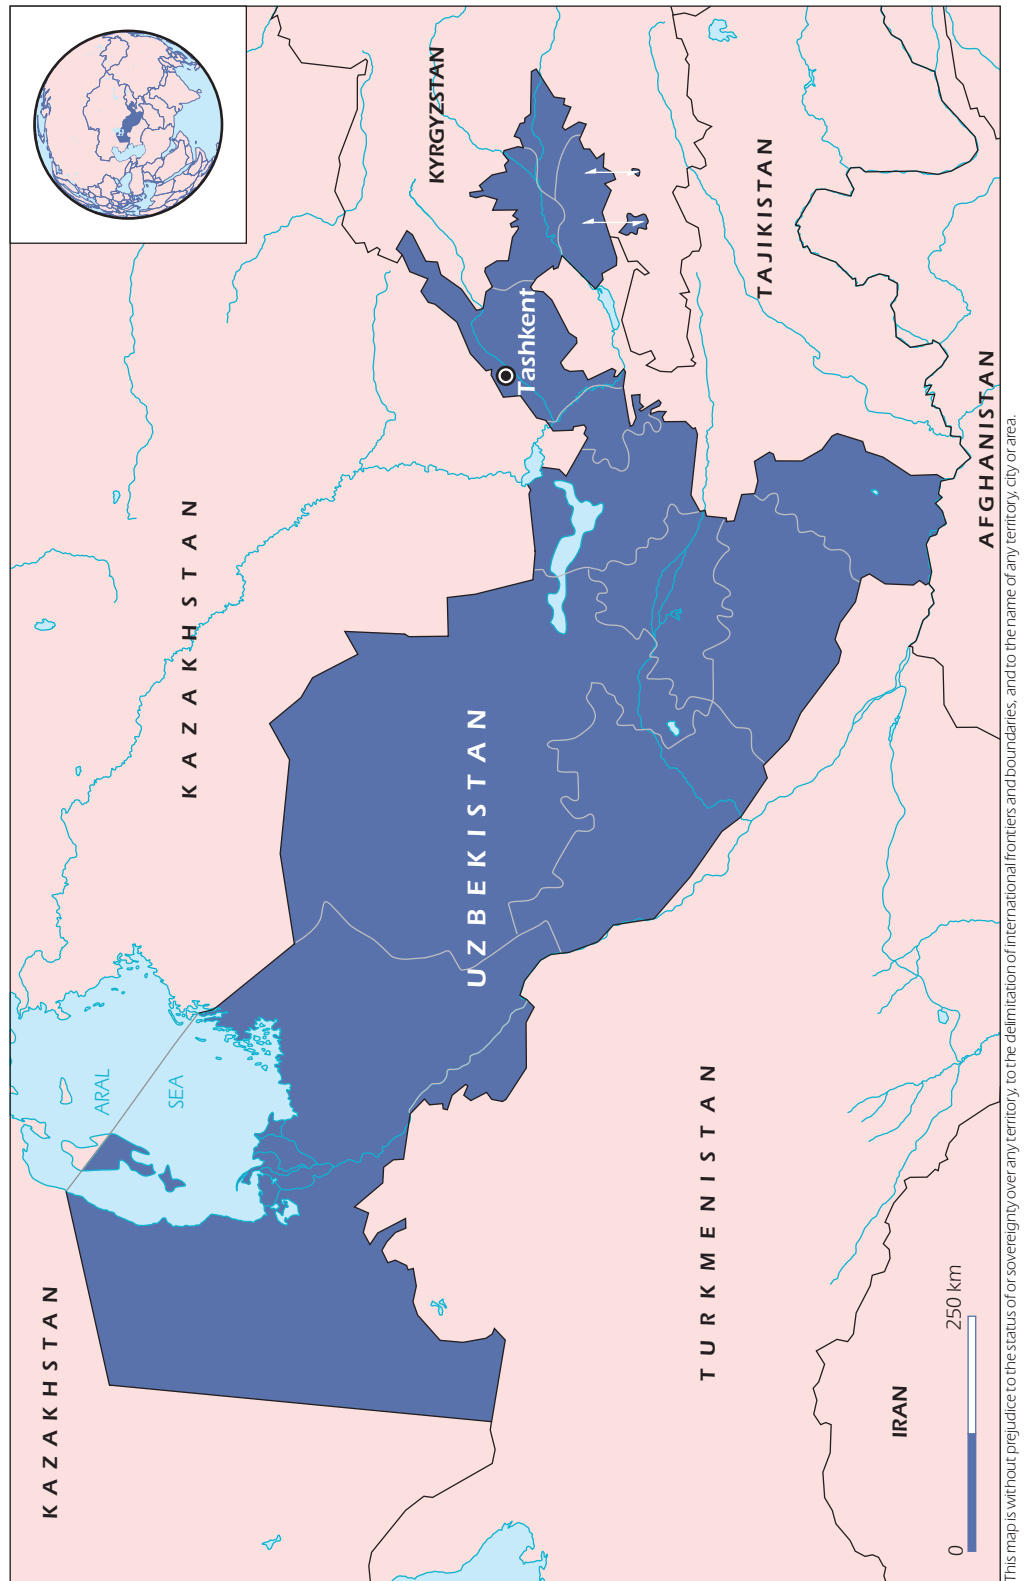 KAZAKHSTAN
KAZAKHSTAN
KYRGYZSTAN
ARAL
SEA
Tashkent
UZBEKISTAN
TAJIKISTAN
TURKMENISTAN
AFGHANISTAN
IRAN
0 250 km
This map is without prejudice to the status of or sovereignty over any territory, to the delimitation of international frontiers and boundaries, and to the name of any territory, city or area.